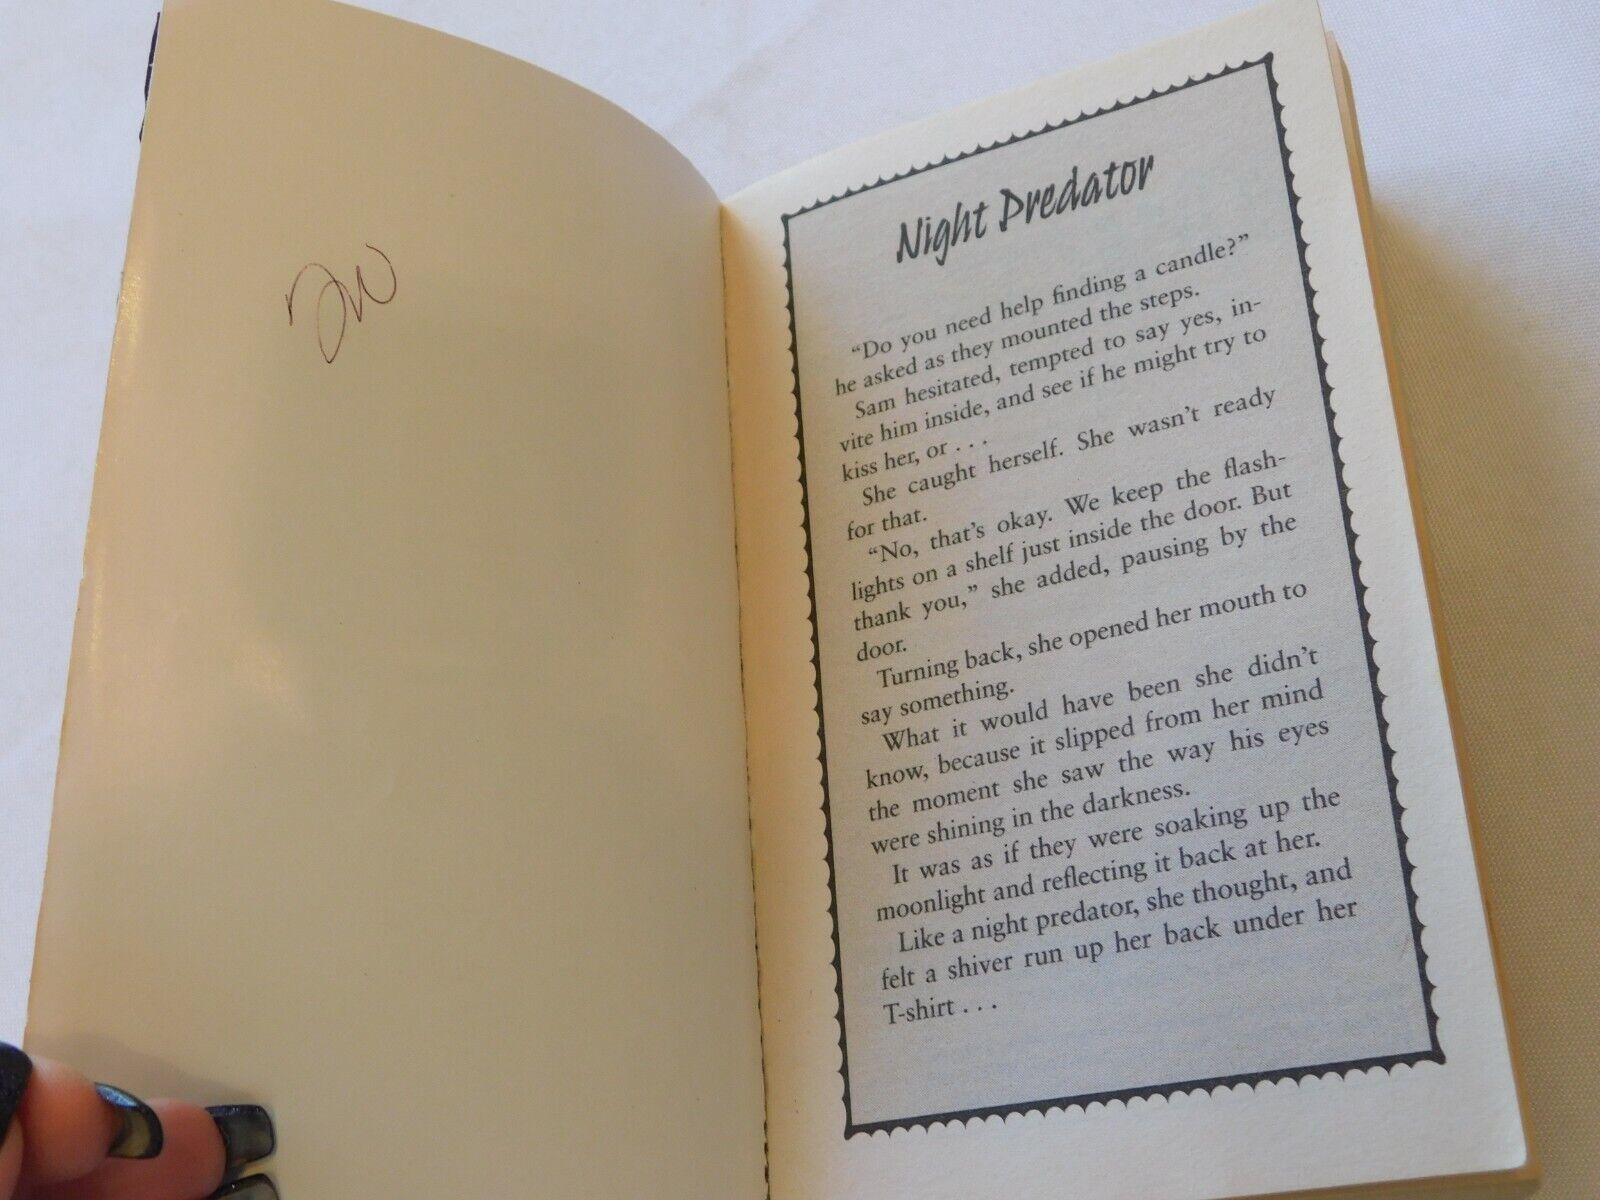 Night Predator
“Do you need help finding a candle?”
he asked as they mounted the steps.
Sam hesitated, tempted to say yes, in-
vite him inside, and see if he might try to
kiss her, or . . .
She caught herself. She wasn’t ready
for that.
“No, that’s okay. We keep the flash-
lights on a shelf just inside the door. But
thank you,” she added, pausing by the
door.
Turning back, she opened her mouth to
say something.
What it would have been she didn’t
know, because it slipped from her mind
the moment she saw the way his eyes
were shining in the darkness.
It was as if they were soaking up the
moonlight and reflecting it back at her.
Like a night predator, she thought, and
felt a shiver run up her back under her
T-shirt . . .